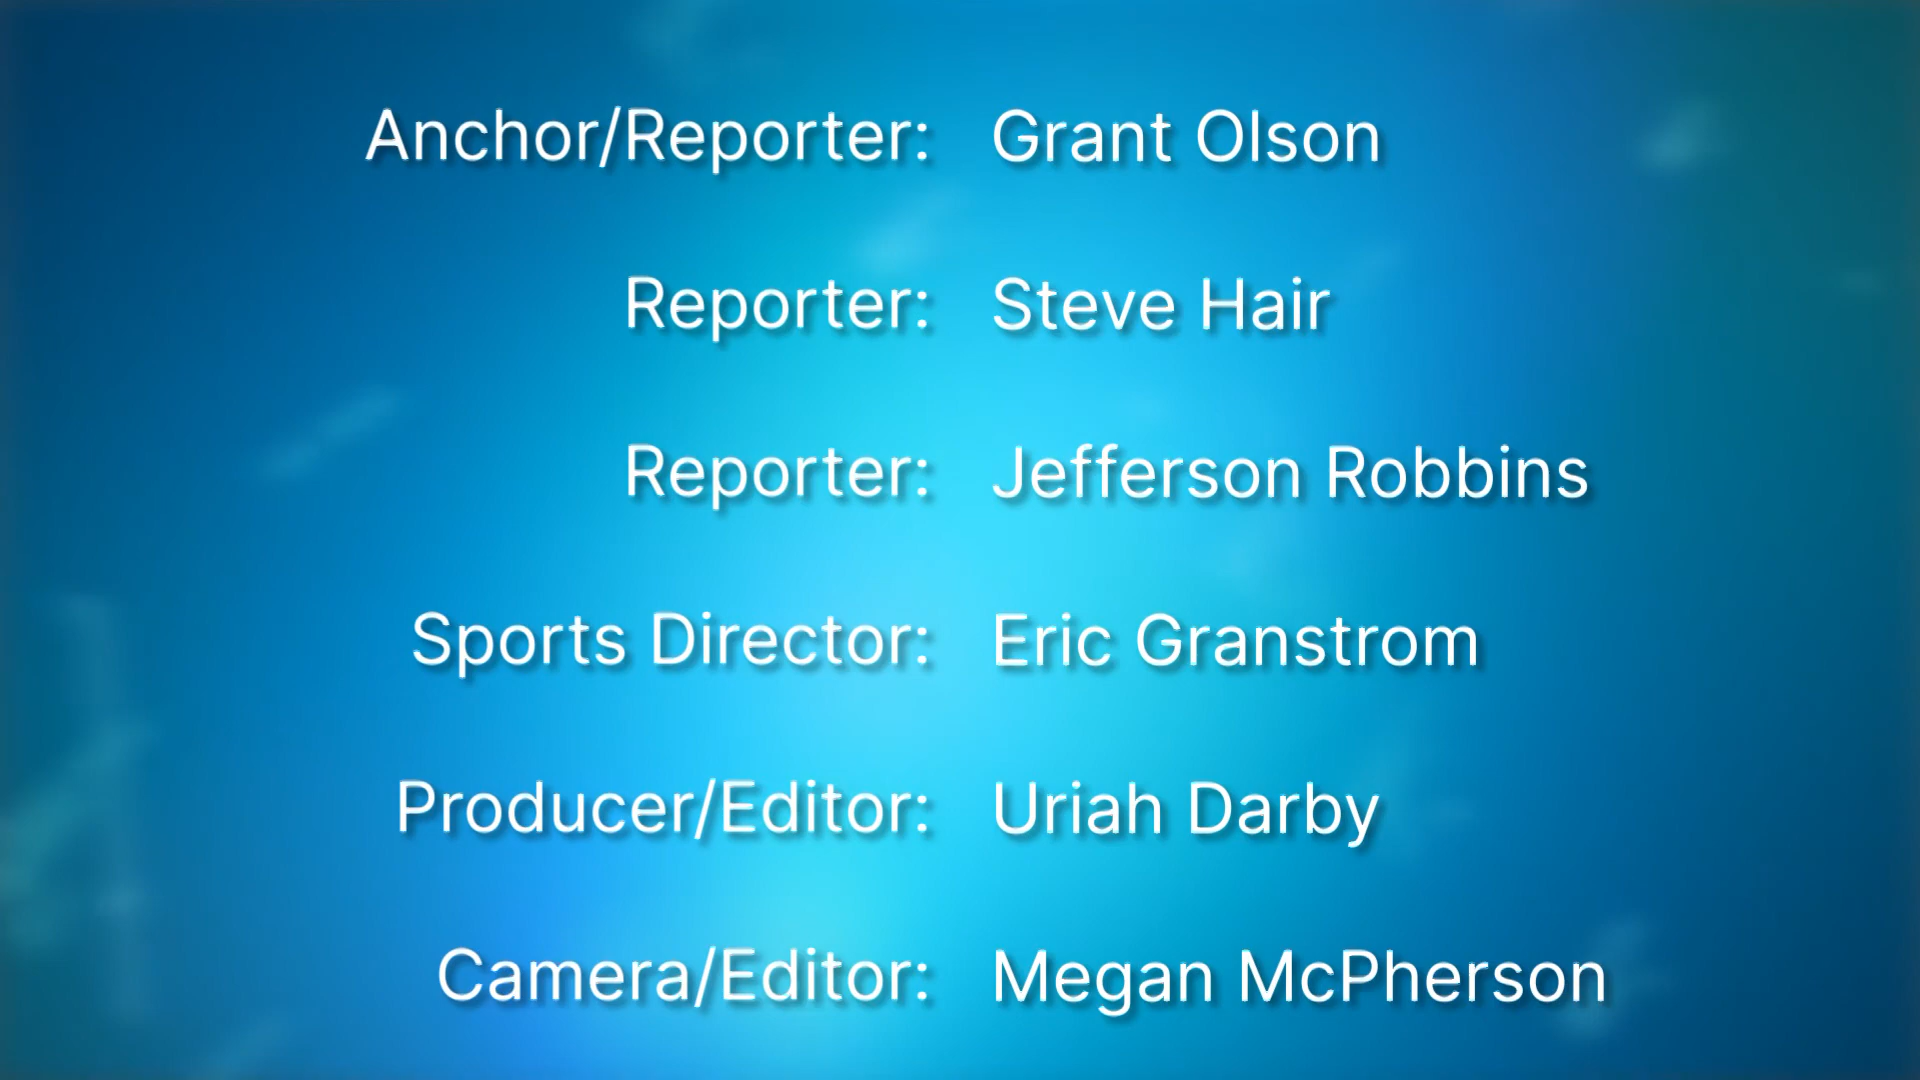 Anchor/Reporter: Grant Olson
Reporter: Steve Hair
Reporter: Jefferson Robbins
Sports Director: Eric Granstrom
Producer/Editor: Uriah Darby
Camera/Editor: Megan McPherson